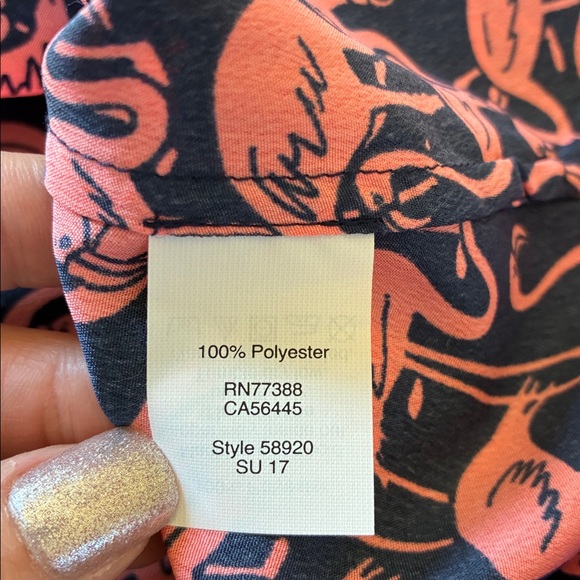 100% Polyester
RN77388
CA56445
Style 58920
SU 17